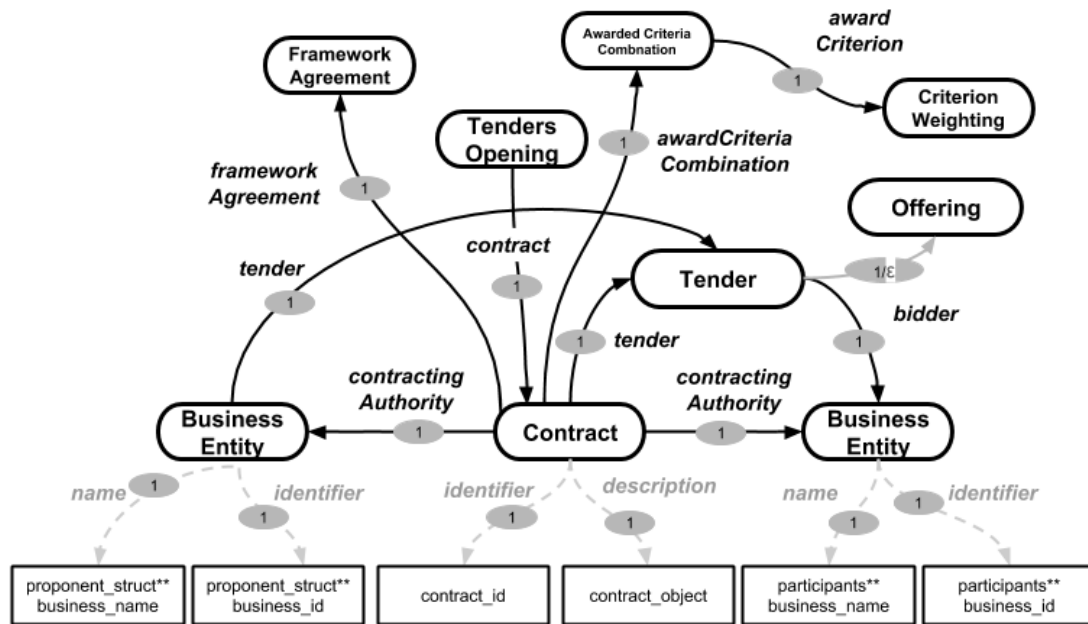 award
Criterion
Awarded Criteria
Combnation
Framework
Agreement
1
Criterion
Weighting
Tenders
Opening
1
awardCriteria
Combination
framework
Agreement
1
Offering
contract
tender
1/ε
Tender
1
1
bidder
1
tender
1
contracting
Authority
contracting
Authority
Business
Entity
1
Contract
1
Business
Entity
name
1
identifier
1
identifier
1
description
1
name
1
identifier
1
proponent_struct**
business_name
proponent_struct**
business_id
contract_id
contract_object
participants**
business_name
participants**
business_id